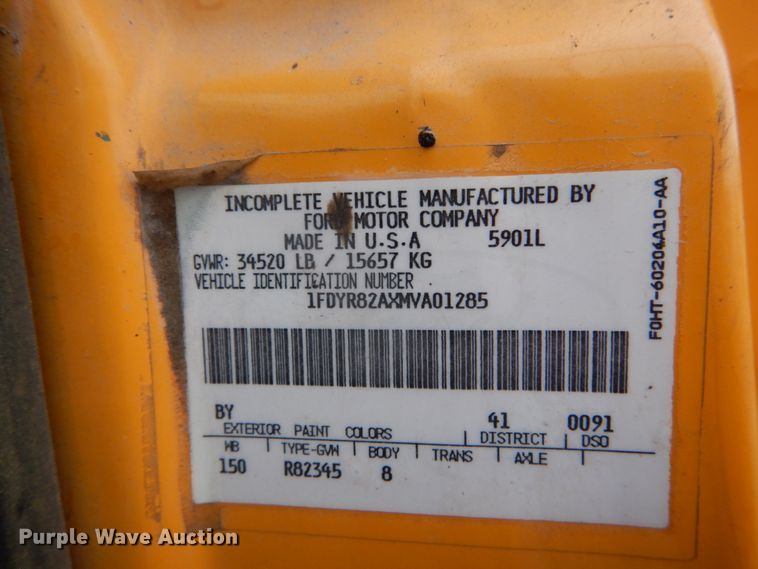 INCOMPLETE VEHICLE MANUFACTURED BY
FORD MOTOR COMPANY
MADE IN U.S.A 5901L
GVWR: 34520 LB / 15657 KG
VEHICLE IDENTIFICATION NUMBER
1FDYR82AXMVA01285
BY 41 0091
EXTERIOR PAINT COLORS DISTRICT DSO
WB TYPE-GVW BODY TRANS AXLE
150 R82345 8
F0HT-60204A10-AA
Purple Wave Auction